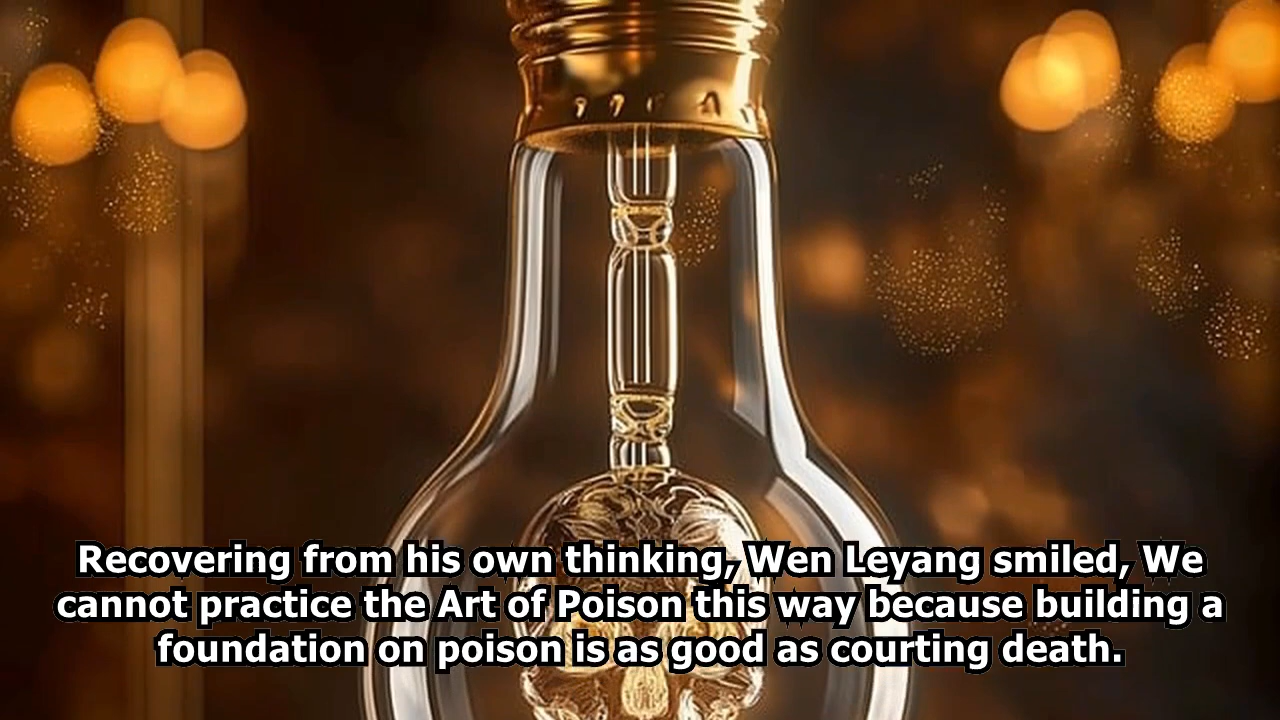 Recovering from his own thinking, Wen Leyang smiled, We
cannot practice the Art of Poison this way because building a
foundation on poison is as good as courting death.